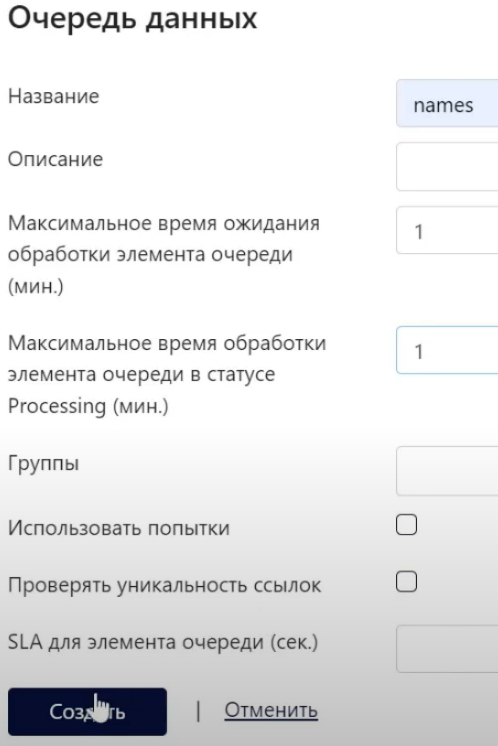 Очередь данных
Название
names
Описание
Максимальное время ожидания
обработки элемента очереди
(мин.)
1
Максимальное время обработки
элемента очереди в статусе
Processing (мин.)
1
Группы
Использовать попытки
Проверять уникальность ссылок
SLA для элемента очереди (сек.)
Создать | Отменить